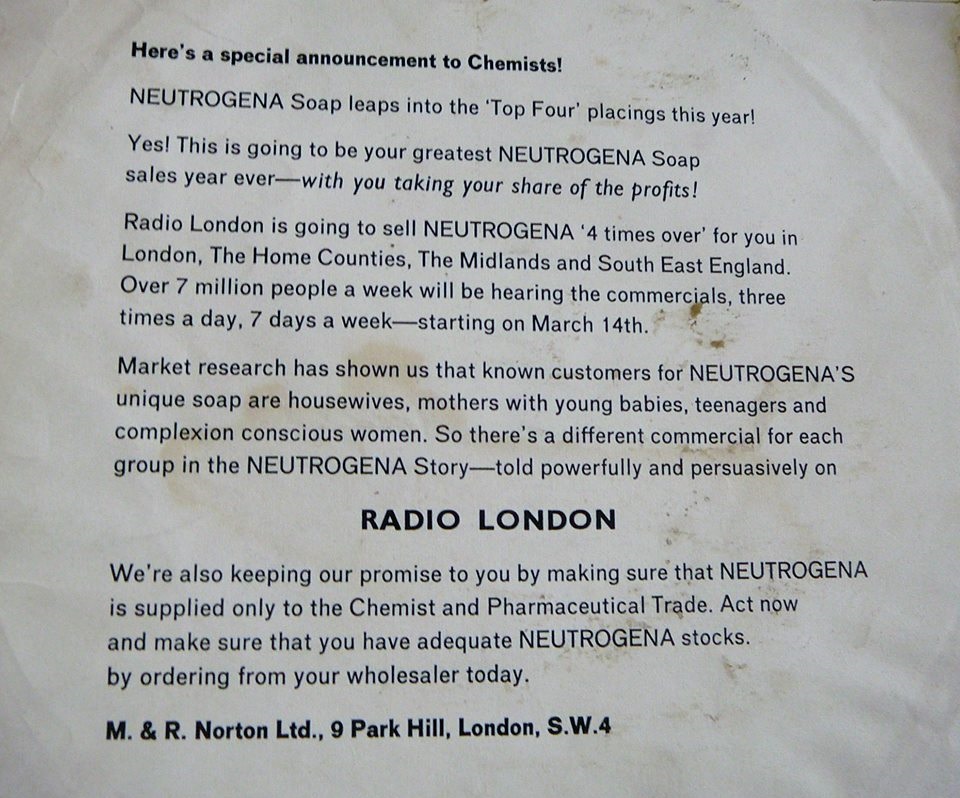 Here's a special announcement to Chemists!
NEUTROGENA Soap leaps into the 'Top Four' placings this year!
Yes! This is going to be your greatest NEUTROGENA Soap
sales year ever—with you taking your share of the profits!
Radio London is going to sell NEUTROGENA '4 times over' for you in
London, The Home Counties, The Midlands and South East England.
Over 7 million people a week will be hearing the commercials, three
times a day, 7 days a week—starting on March 14th.
Market research has shown us that known customers for NEUTROGENA'S
unique soap are housewives, mothers with young babies, teenagers and
complexion conscious women. So there's a different commercial for each
group in the NEUTROGENA Story—told powerfully and persuasively on
RADIO LONDON
We're also keeping our promise to you by making sure that NEUTROGENA
is supplied only to the Chemist and Pharmaceutical Trade. Act now
and make sure that you have adequate NEUTROGENA stocks.
by ordering from your wholesaler today.
M. & R. Norton Ltd., 9 Park Hill, London, S.W.4